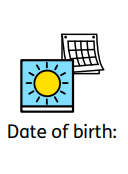 Date of birth: